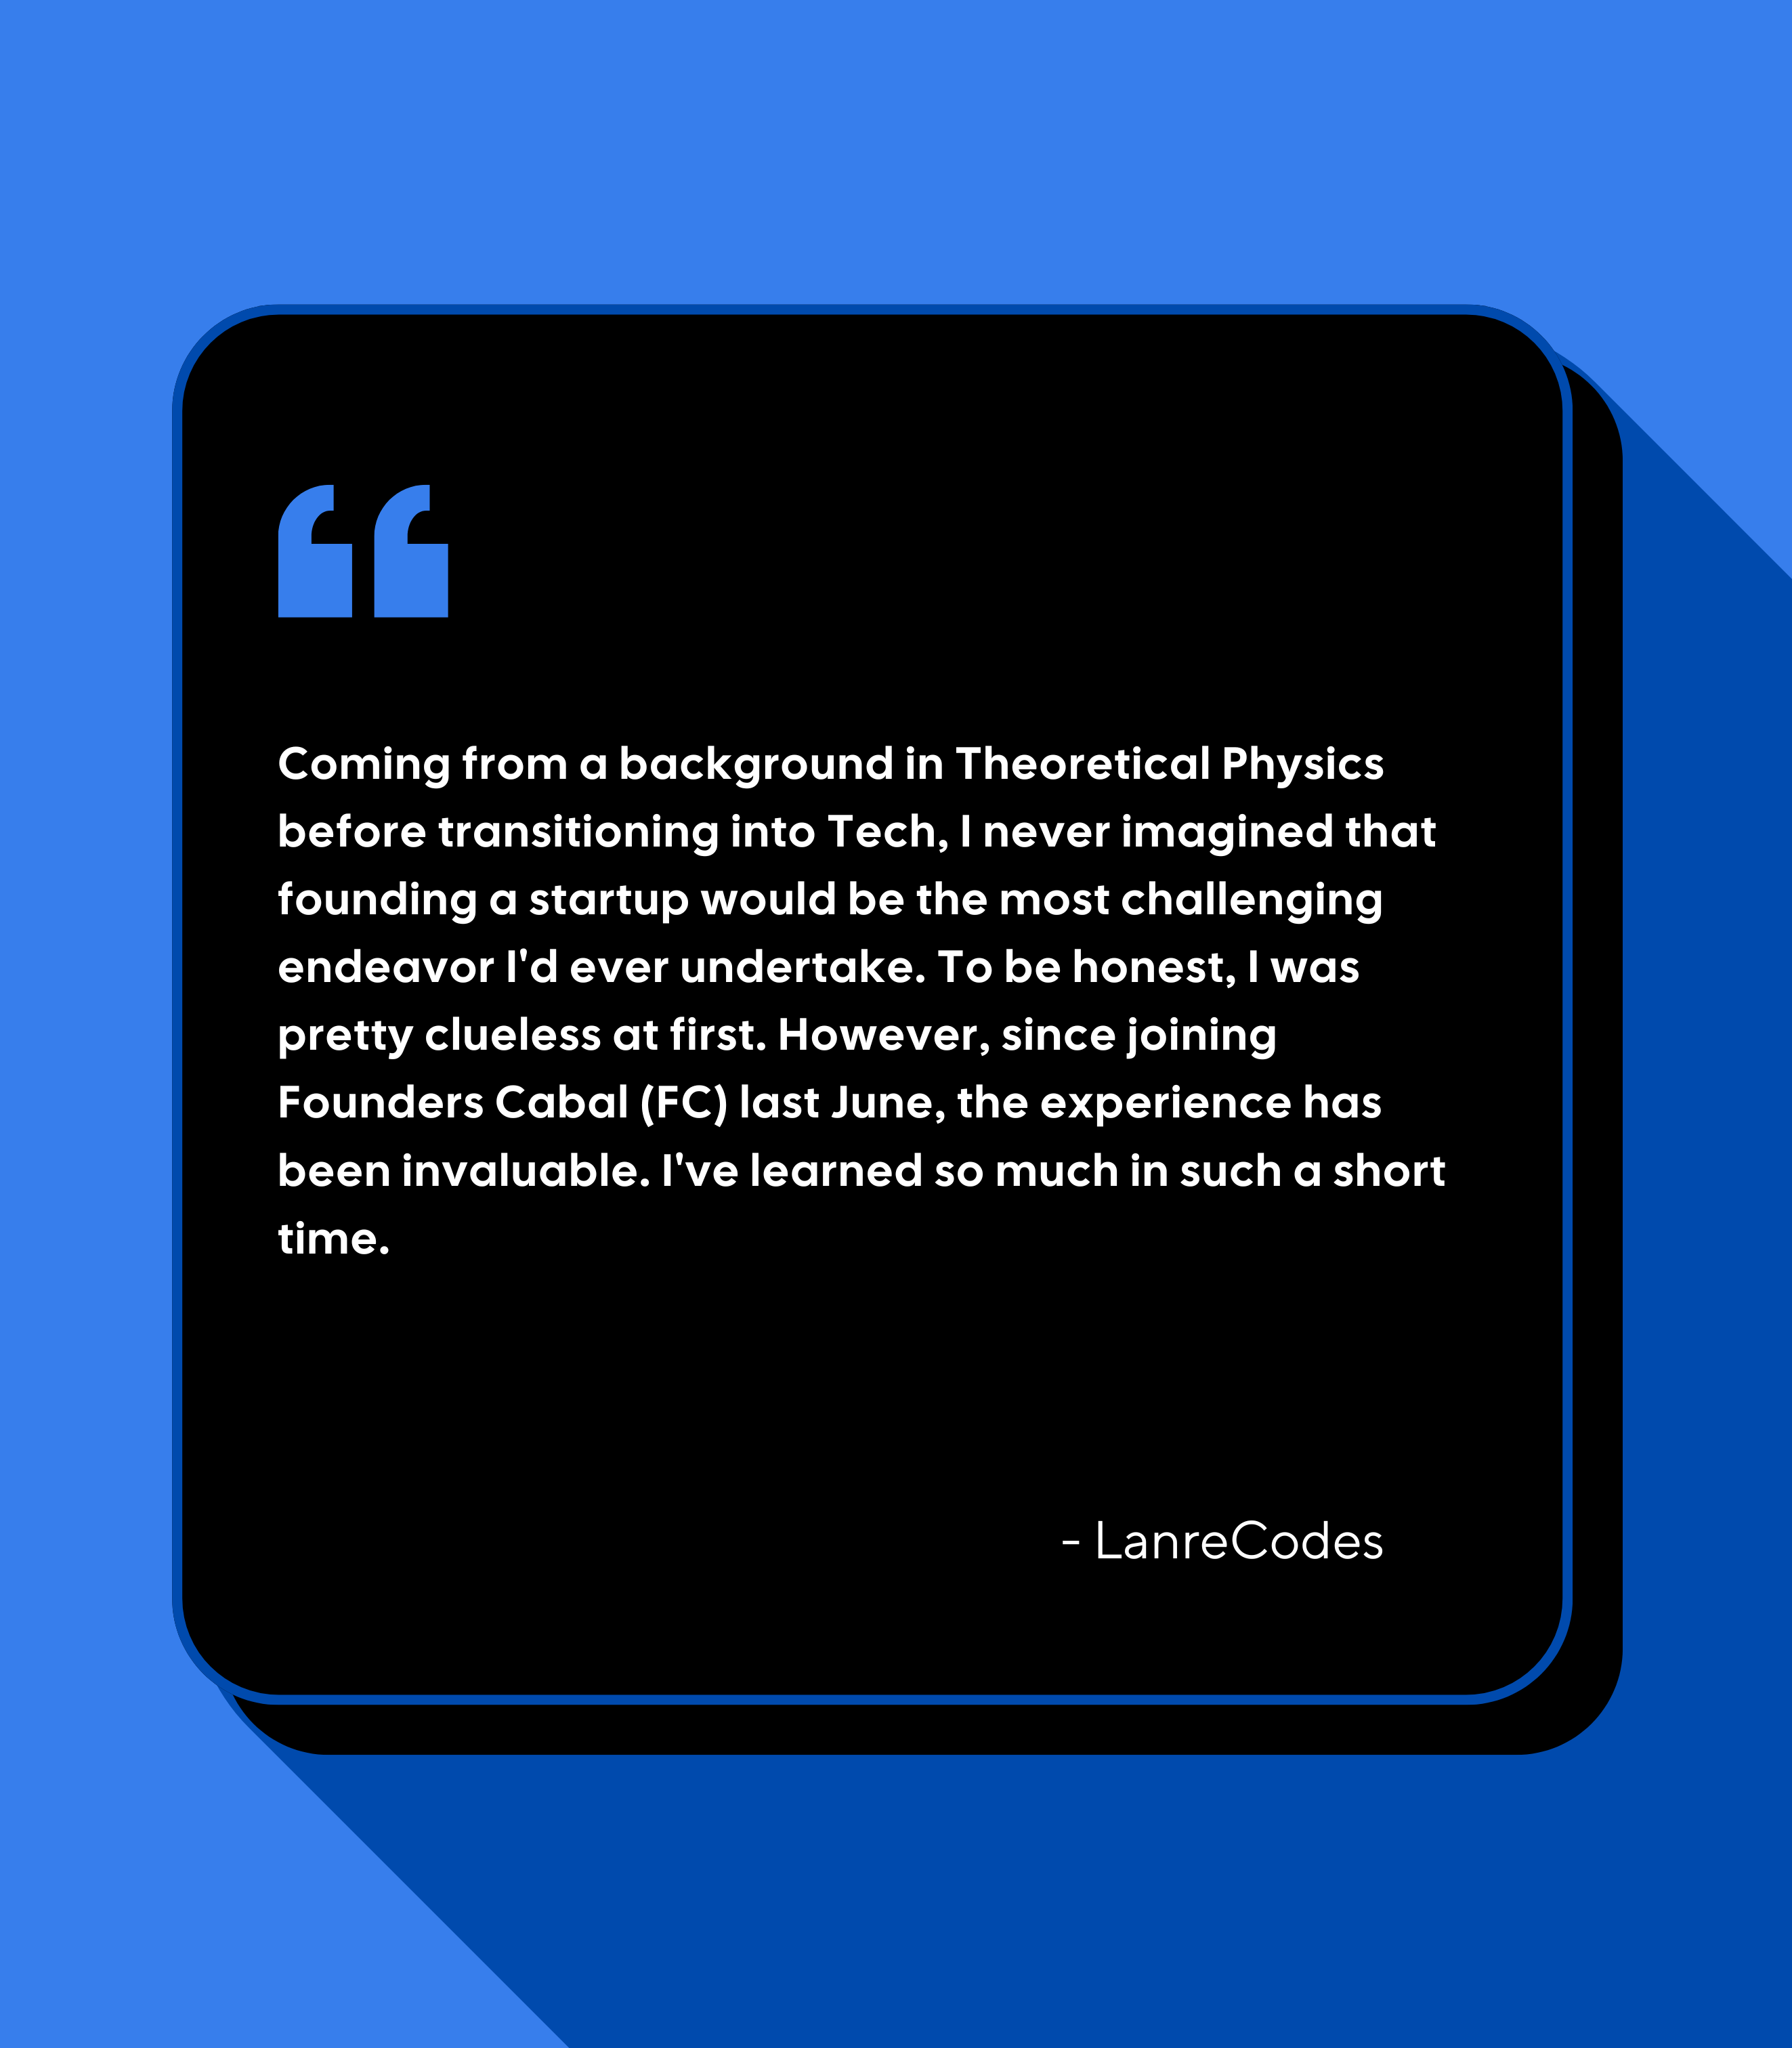 “
Coming from a background in Theoretical Physics
before transitioning into Tech, I never imagined that
founding a startup would be the most challenging
endeavor I'd ever undertake. To be honest, I was
pretty clueless at first. However, since joining
Founders Cabal (FC) last June, the experience has
been invaluable. I've learned so much in such a short
time.
- LanreCodes